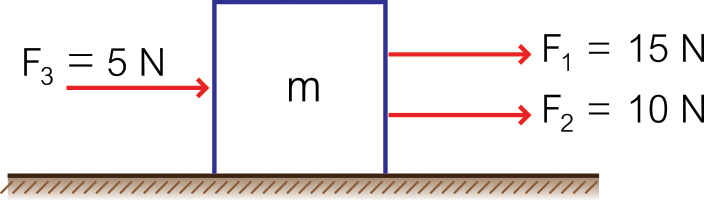 F₃ = 5 N
m
F₁ = 15 N
F₂ = 10 N